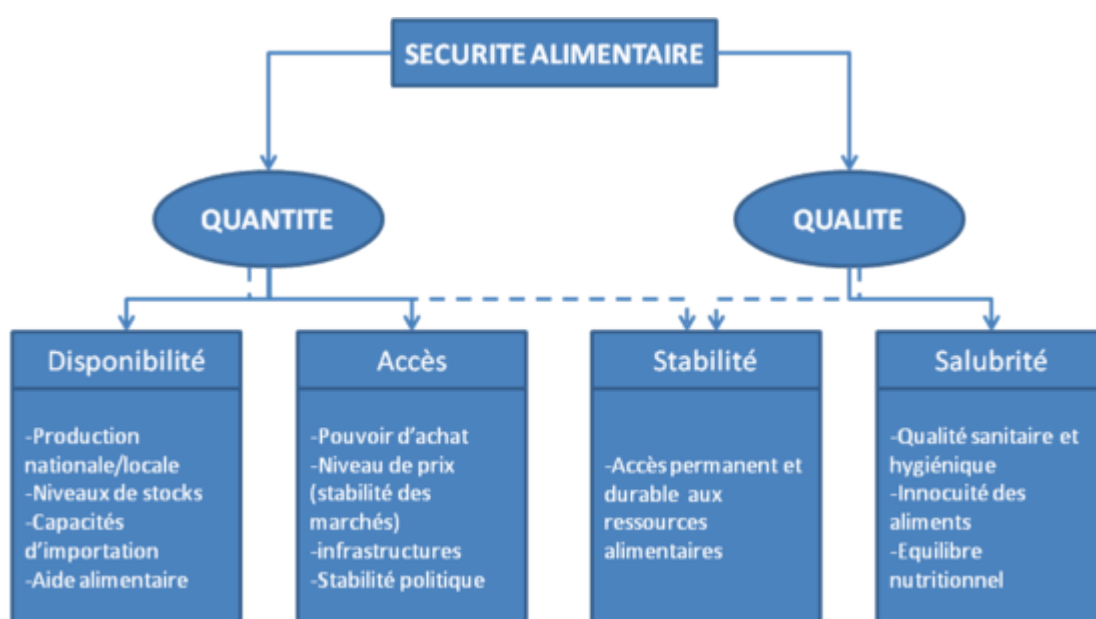 SECURITE ALIMENTAIRE
QUANTITE
QUALITE
Disponibilité
-Production
nationale/locale
-Niveaux de stocks
-Capacités
d'importation
-Aide alimentaire
Accès
-Pouvoir d'achat
-Niveau de prix
(stabilité des
marchés)
-infrastructures
-Stabilité politique
Stabilité
-Accès permanent et
durable aux
ressources
alimentaires
Salubrité
-Qualité sanitaire et
hygiénique
-Innocuité des
aliments
-Equilibre
nutritionnel